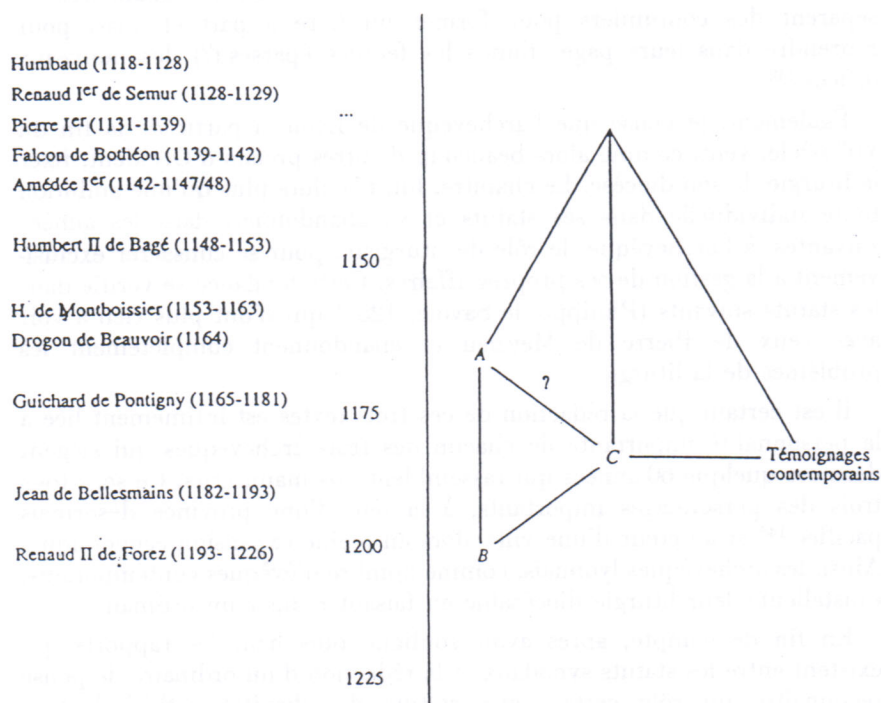 Humbaud (1118-1128)
Renaud Ier de Semur (1128-1129)
...
Pierre Ier (1131-1139)
Falcon de Bothéon (1139-1142)
Amédée Ier (1142-1147/48)
Humbert II de Bagé (1148-1153)
1150
H. de Montboissier (1153-1163)
Drogon de Beauvoir (1164)
A
?
Guichard de Pontigny (1165-1181)
1175
C
Témoignages
contemporains
Jean de Bellesmains (1182-1193)
Renaud II de Forez (1193- 1226)
1200
B
1225